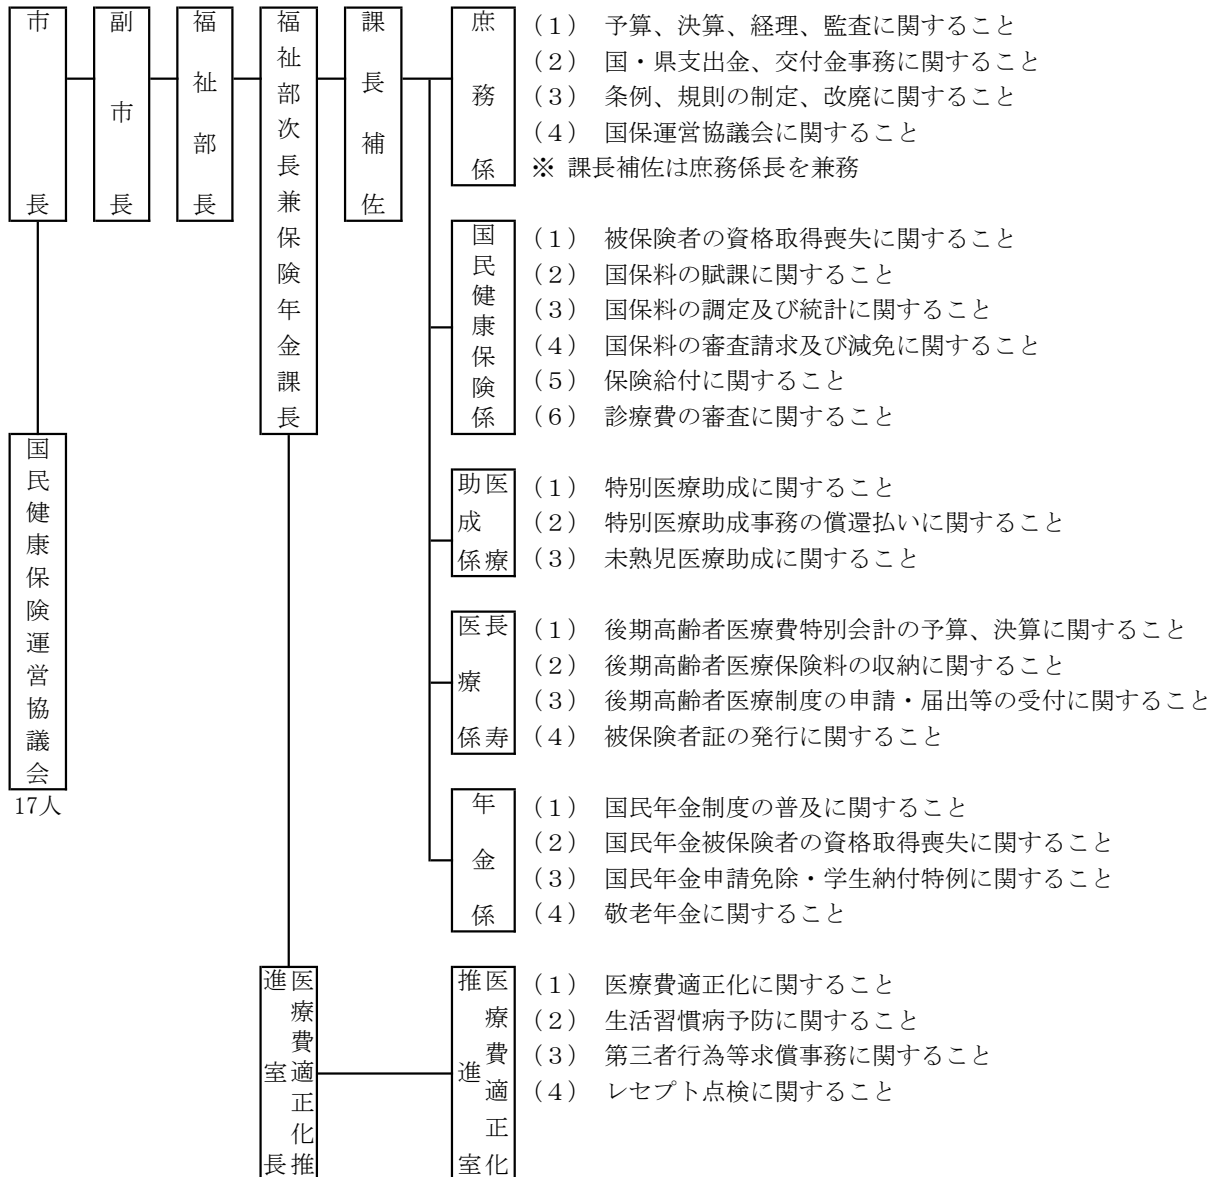 市長
副市長
福祉部長
福祉部次長兼保険年金課長
課長補佐
庶務係
（１） 予算、決算、経理、監査に関すること
（２） 国・県支出金、交付金事務に関すること
（３） 条例、規則の制定、改廃に関すること
（４） 国保運営協議会に関すること
※ 課長補佐は庶務係長を兼務
国民健康保険係
（１） 被保険者の資格取得喪失に関すること
（２） 国保料の賦課に関すること
（３） 国保料の調定及び統計に関すること
（４） 国保料の審査請求及び減免に関すること
（５） 保険給付に関すること
（６） 診療費の審査に関すること
国民健康保険運営協議会
17人
医療助成係
（１） 特別医療助成に関すること
（２） 特別医療助成事務の償還払いに関すること
（３） 未熟児医療助成に関すること
長寿医療係
（１） 後期高齢者医療費特別会計の予算、決算に関すること
（２） 後期高齢者医療保険料の収納に関すること
（３） 後期高齢者医療制度の申請・届出等の受付に関すること
（４） 被保険者証の発行に関すること
年金係
（１） 国民年金制度の普及に関すること
（２） 国民年金被保険者の資格取得喪失に関すること
（３） 国民年金申請免除・学生納付特例に関すること
（４） 敬老年金に関すること
医療費適正化推進室長
医療費適正化推進室
（１） 医療費適正化に関すること
（２） 生活習慣病予防に関すること
（３） 第三者行為等求償事務に関すること
（４） レセプト点検に関すること